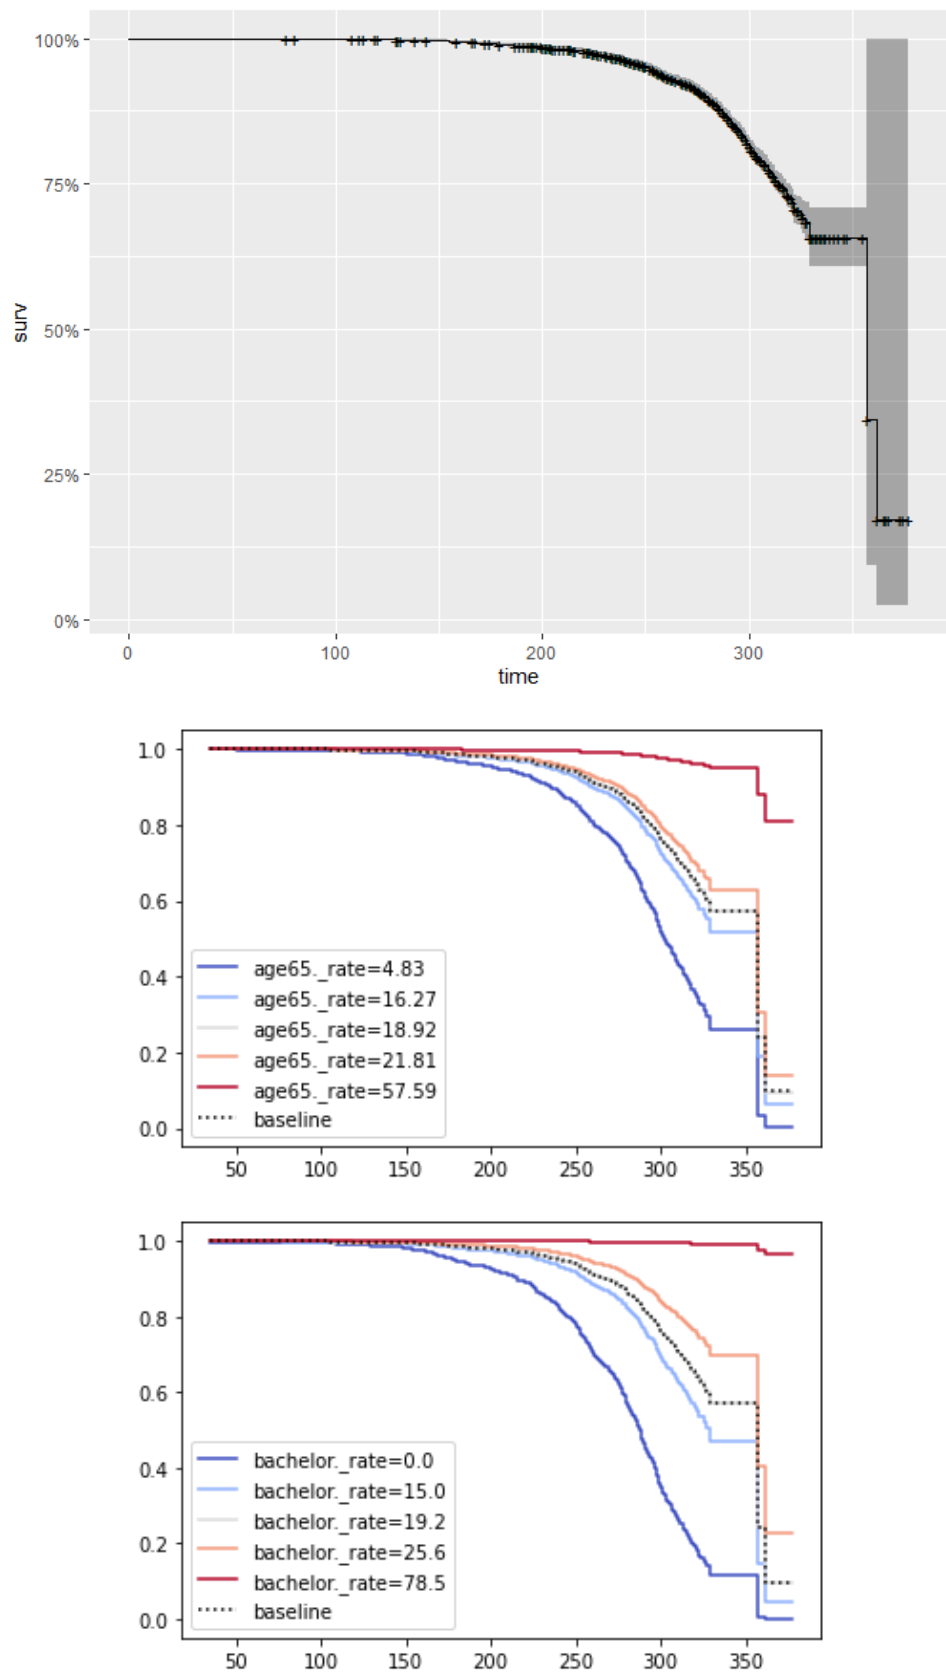 100%
75%
50%
25%
0%
surv
0 100 200 300
time
1.0
0.8
0.6
0.4
0.2
0.0
age65._rate=4.83
age65._rate=16.27
age65._rate=18.92
age65._rate=21.81
age65._rate=57.59
baseline
50 100 150 200 250 300 350
1.0
0.8
0.6
0.4
0.2
0.0
bachelor._rate=0.0
bachelor._rate=15.0
bachelor._rate=19.2
bachelor._rate=25.6
bachelor._rate=78.5
baseline
50 100 150 200 250 300 350